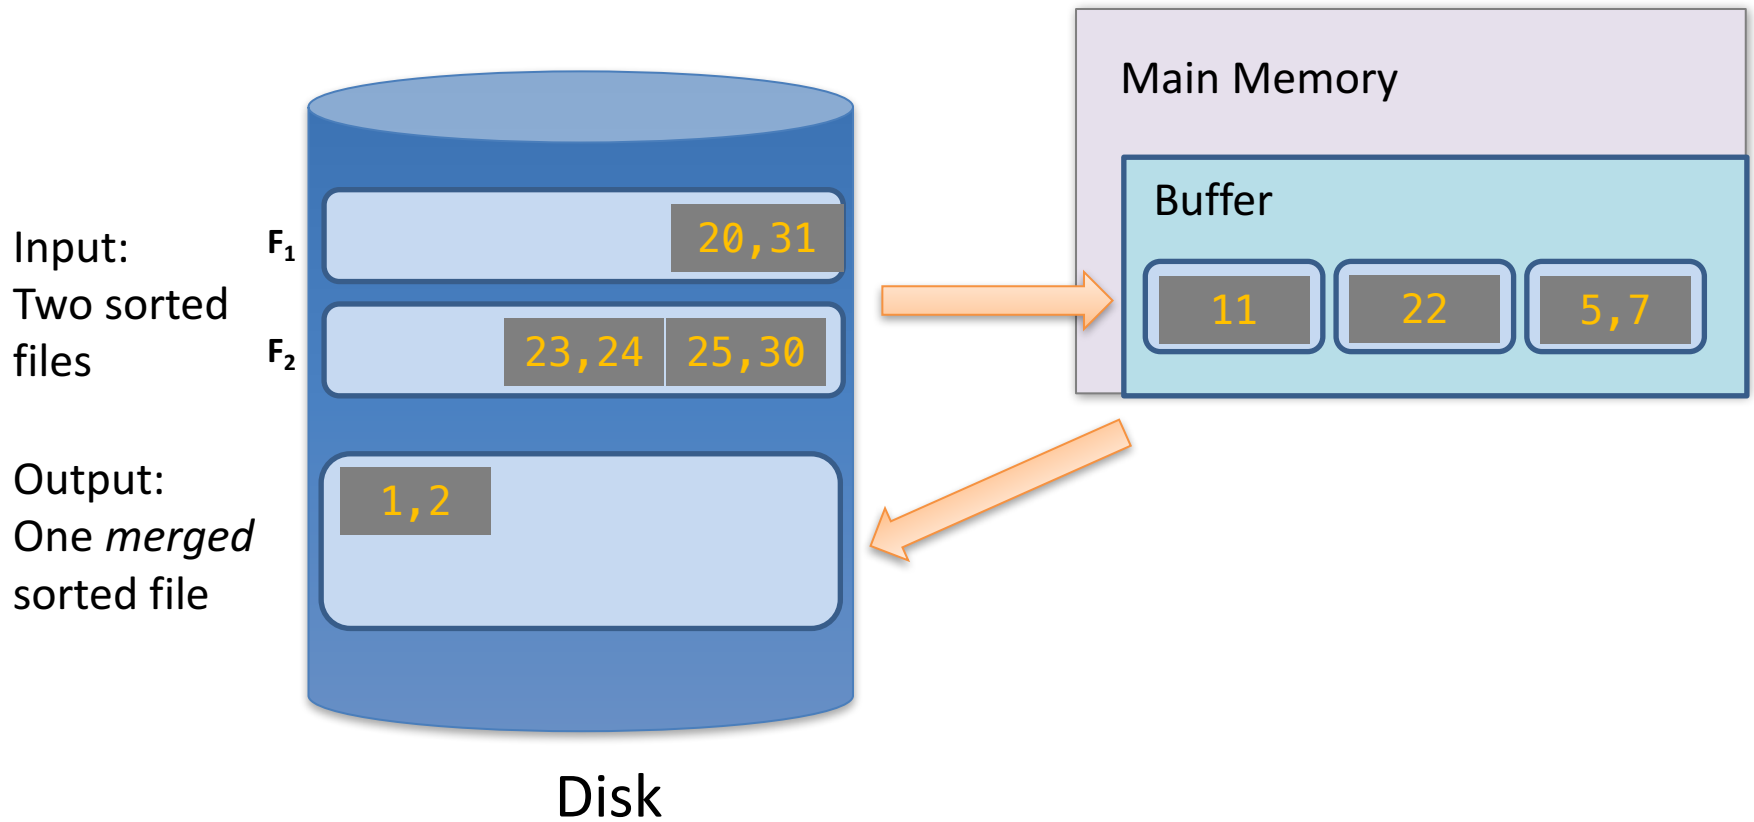 Main Memory
Buffer
11
22
5,7
Input:
Two sorted
files
F₁
20,31
F₂
23,24
25,30
Output:
One merged
sorted file
1,2
Disk